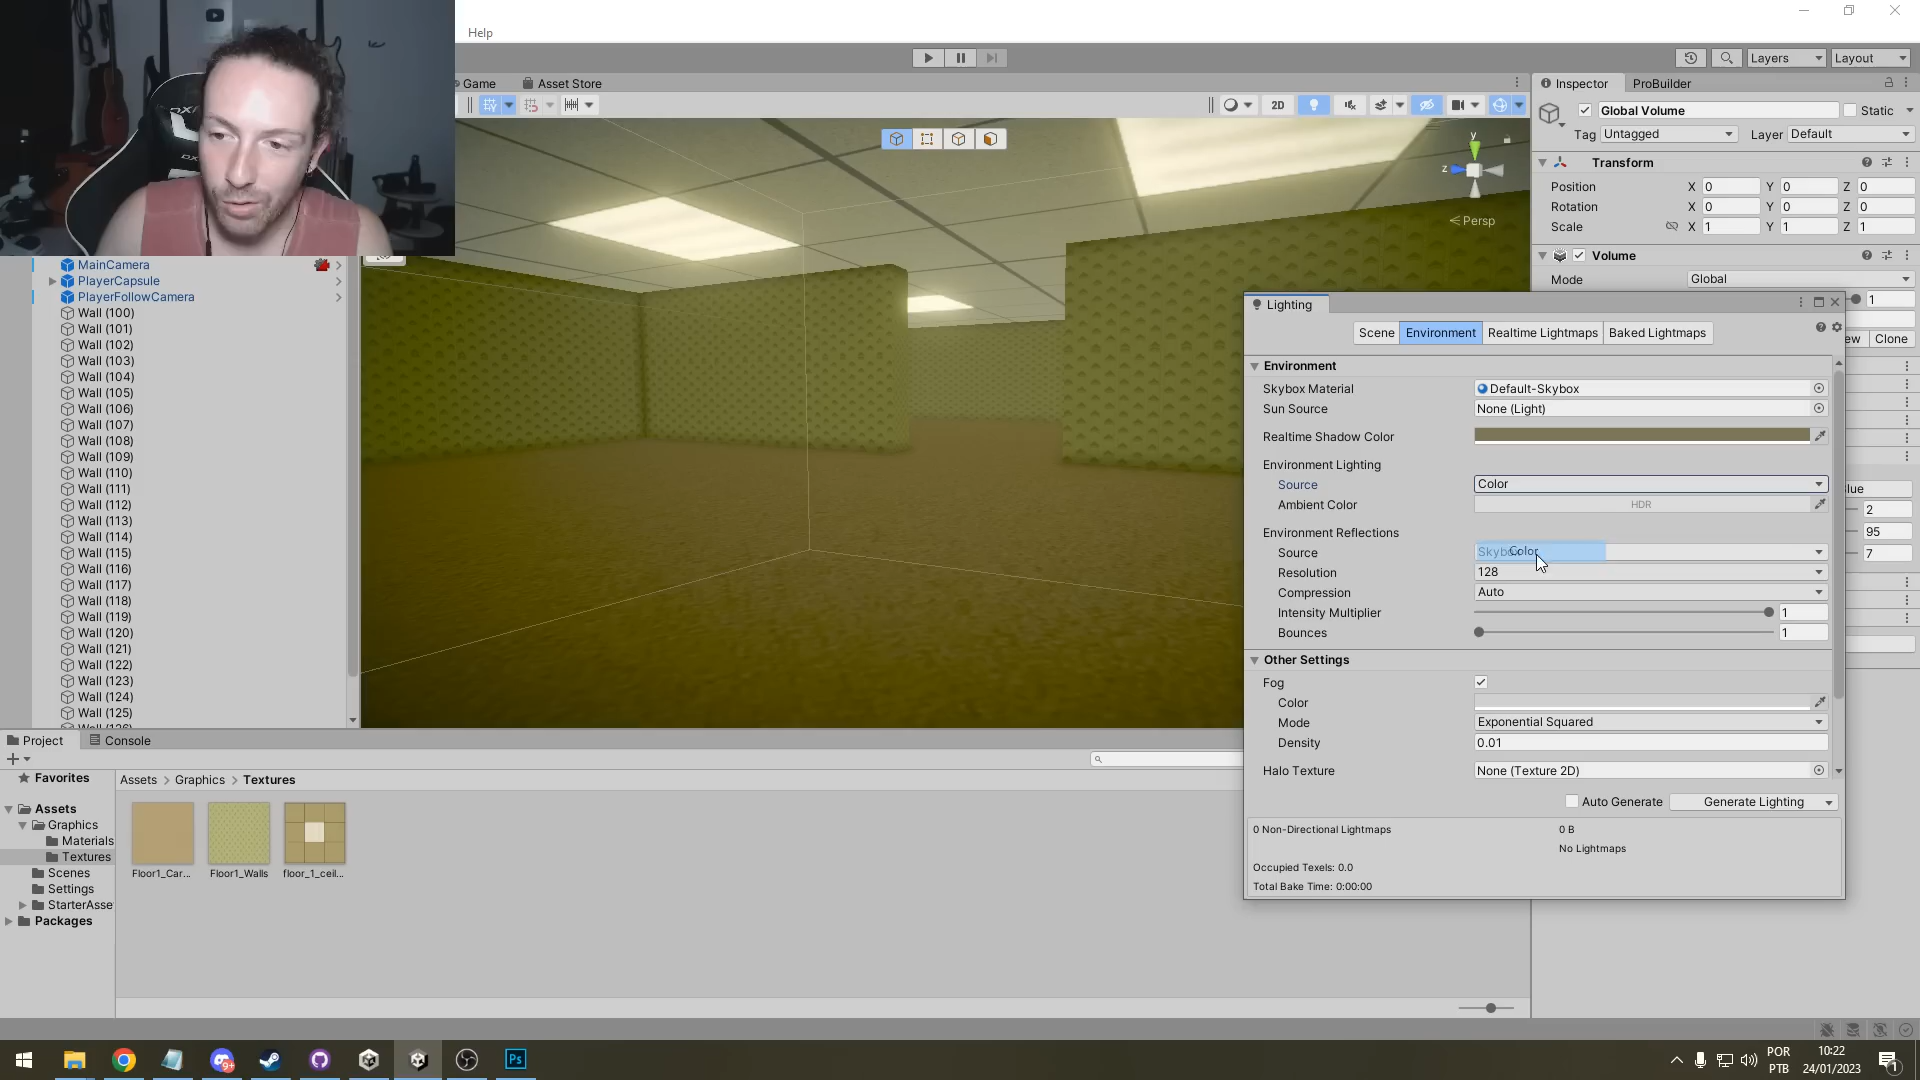 Help
Layers
Layout
Game
Asset Store
Inspector
ProBuilder
2D
Global Volume
Static
Tag Untagged
Layer Default
y
z
Persp
Transform
Position X 0 Y 0 Z 0
Rotation X 0 Y 0 Z 0
Scale X 1 Y 1 Z 1
Volume
Mode Global
1
Clone
2
95
7
MainCamera
PlayerCapsule
PlayerFollowCamera
Wall (100)
Wall (101)
Wall (102)
Wall (103)
Wall (104)
Wall (105)
Wall (106)
Wall (107)
Wall (108)
Wall (109)
Wall (110)
Wall (111)
Wall (112)
Wall (113)
Wall (114)
Wall (115)
Wall (116)
Wall (117)
Wall (118)
Wall (119)
Wall (120)
Wall (121)
Wall (122)
Wall (123)
Wall (124)
Wall (125)
Lighting
Scene Environment Realtime Lightmaps Baked Lightmaps
Environment
Skybox Material Default-Skybox
Sun Source None (Light)
Realtime Shadow Color
Environment Lighting
Source Color
Ambient Color HDR
Environment Reflections
Source Skybox Color
Resolution 128
Compression Auto
Intensity Multiplier 1
Bounces 1
Other Settings
Fog
Color
Mode Exponential Squared
Density 0.01
Halo Texture None (Texture 2D)
Auto Generate Generate Lighting
0 Non-Directional Lightmaps 0 B
No Lightmaps
Occupied Texels: 0.0
Total Bake Time: 0:00:00
Project
Console
Favorites
Assets
Graphics
Materials
Textures
Scenes
Settings
StarterAsse
Packages
Assets > Graphics > Textures
Floor1_Car...
Floor1_Walls
floor_1_ceil...
9+
Ps
POR
PTB
10:22
24/01/2023
1